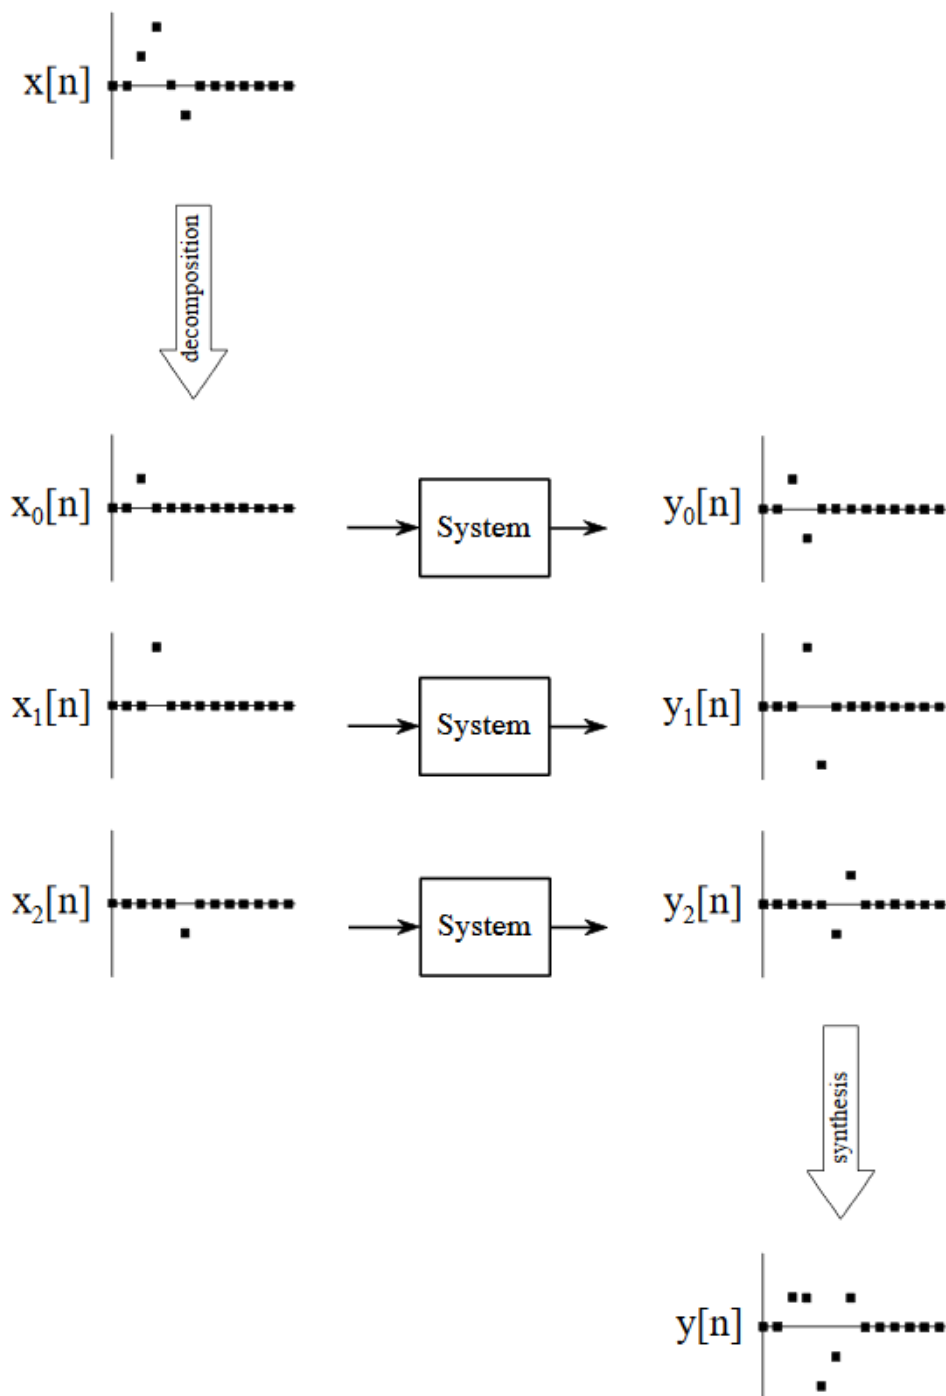 x[n]
decomposition
x₀[n]
System
y₀[n]
x₁[n]
System
y₁[n]
x₂[n]
System
y₂[n]
synthesis
y[n]